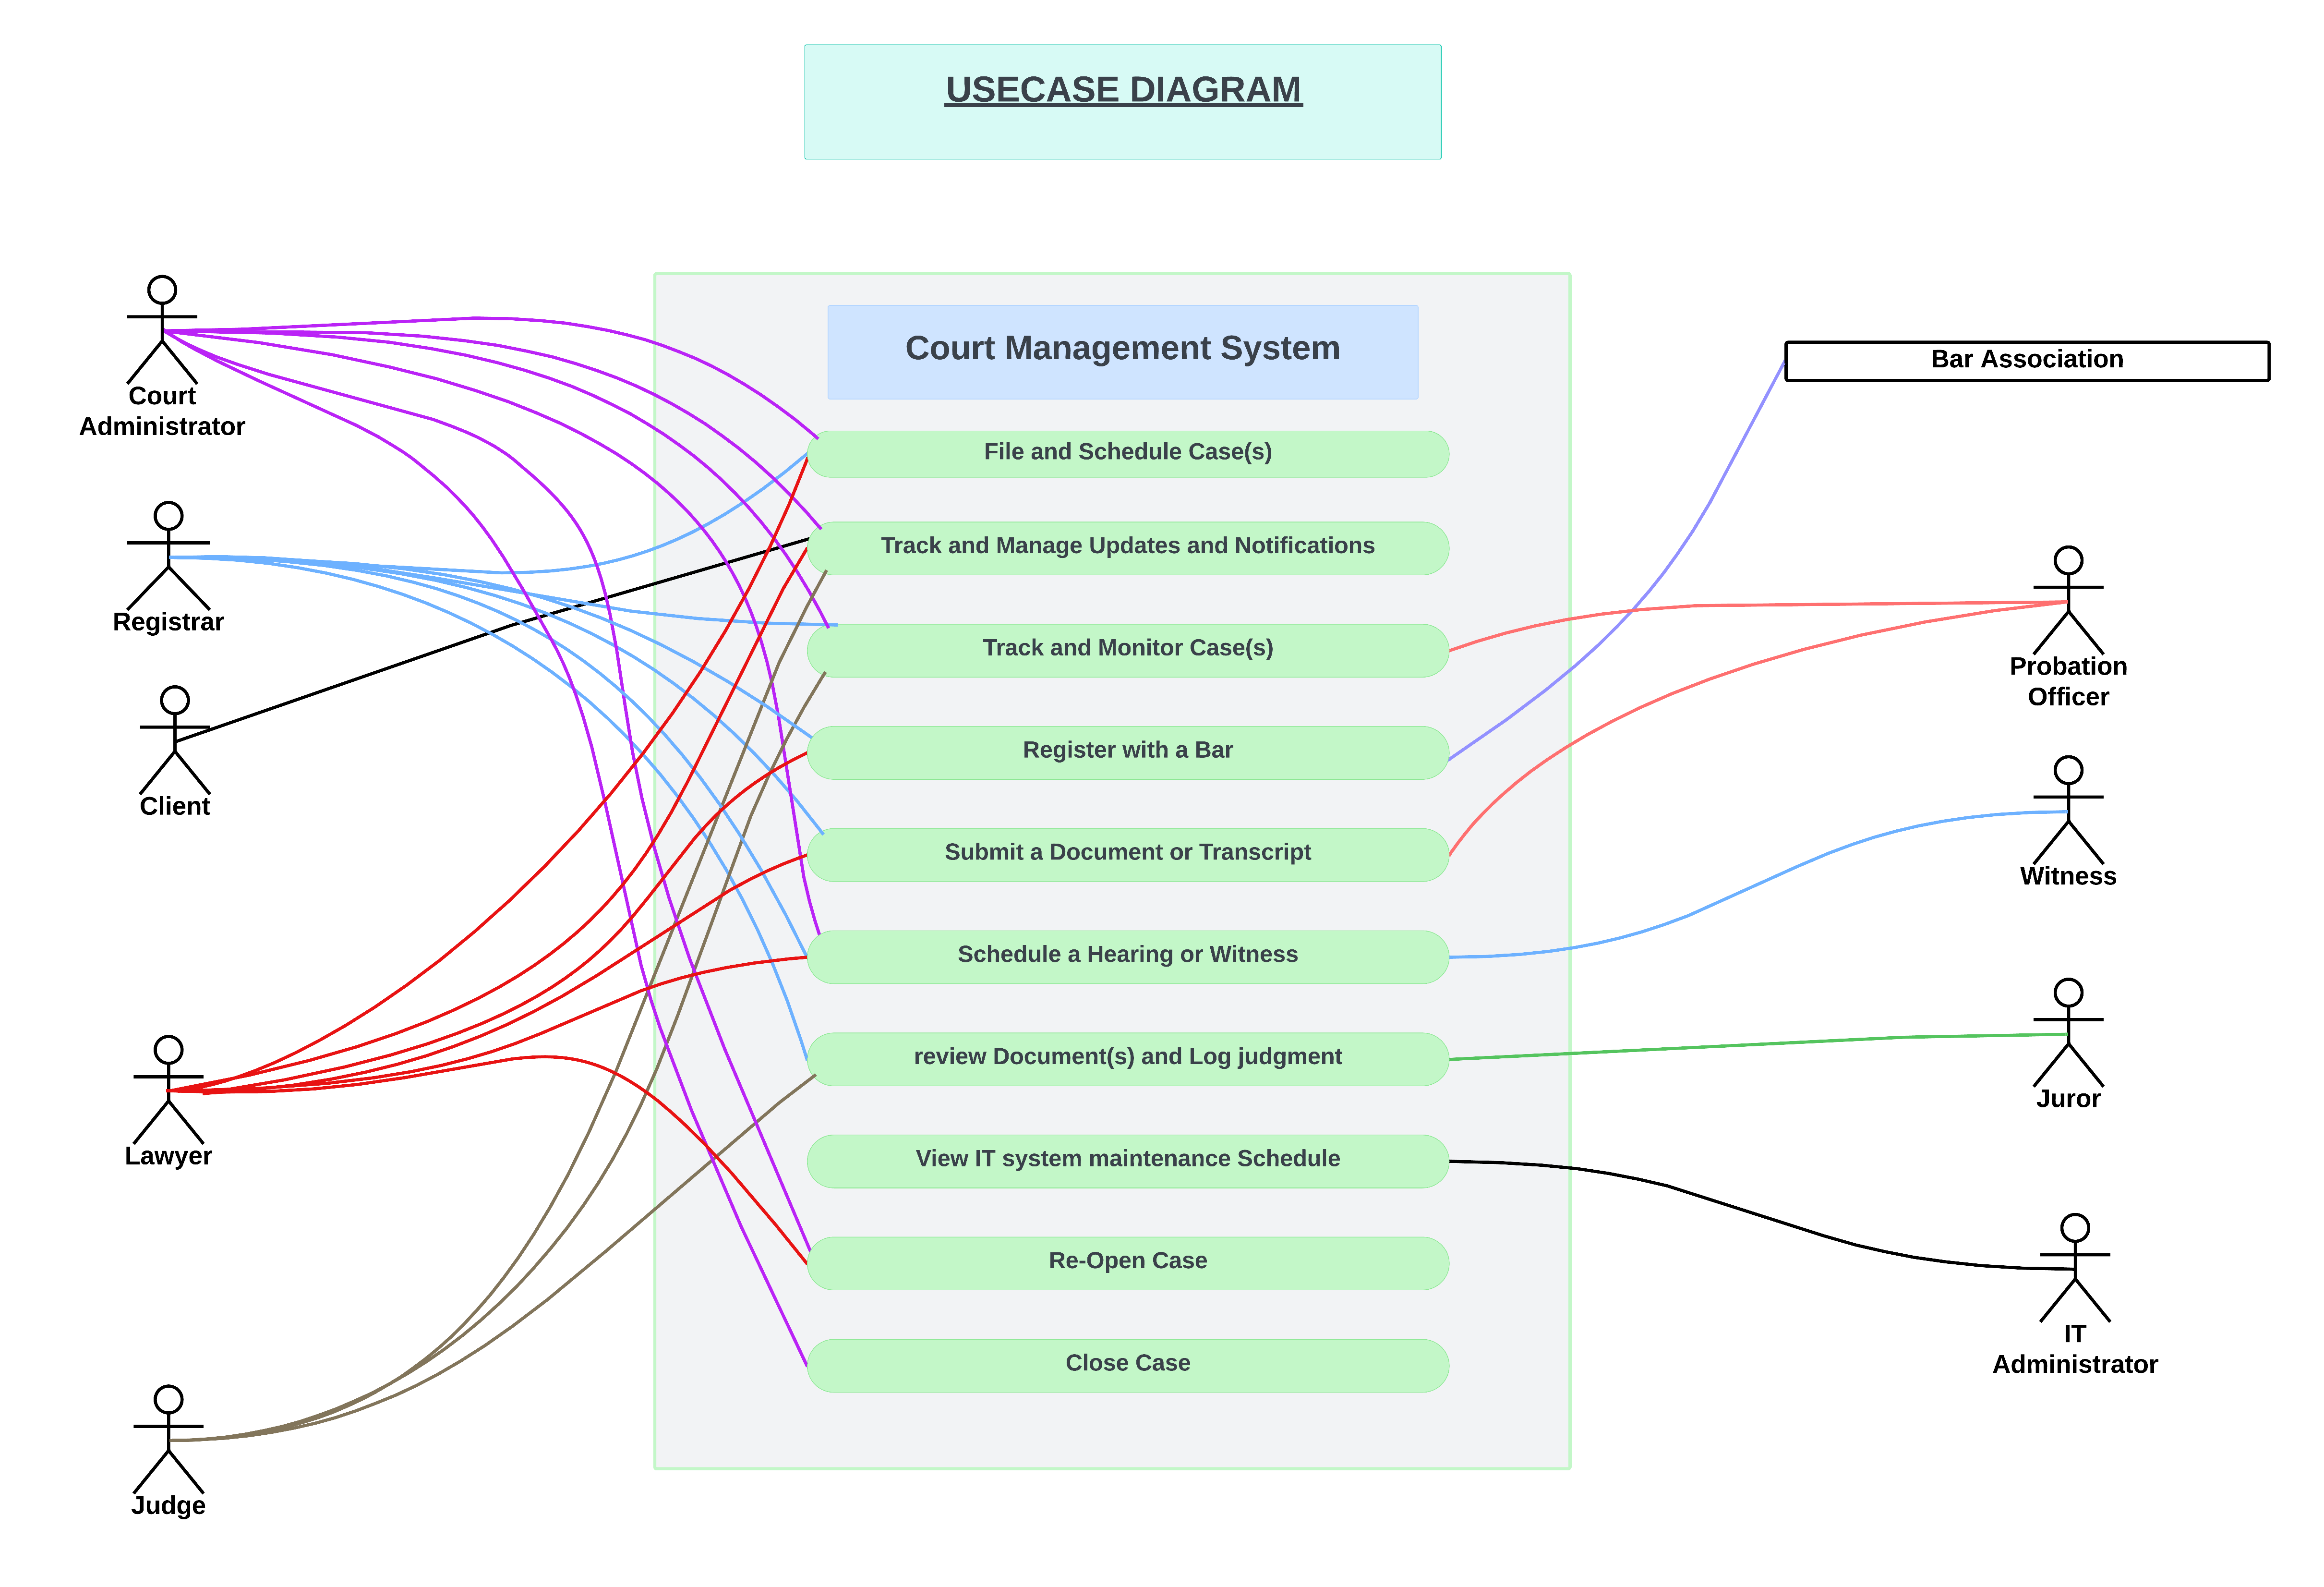 USECASE DIAGRAM
Court Management System
Court
Administrator
Registrar
Client
Lawyer
Judge
File and Schedule Case(s)
Track and Manage Updates and Notifications
Track and Monitor Case(s)
Register with a Bar
Submit a Document or Transcript
Schedule a Hearing or Witness
review Document(s) and Log judgment
View IT system maintenance Schedule
Re-Open Case
Close Case
Bar Association
Probation
Officer
Witness
Juror
IT
Administrator